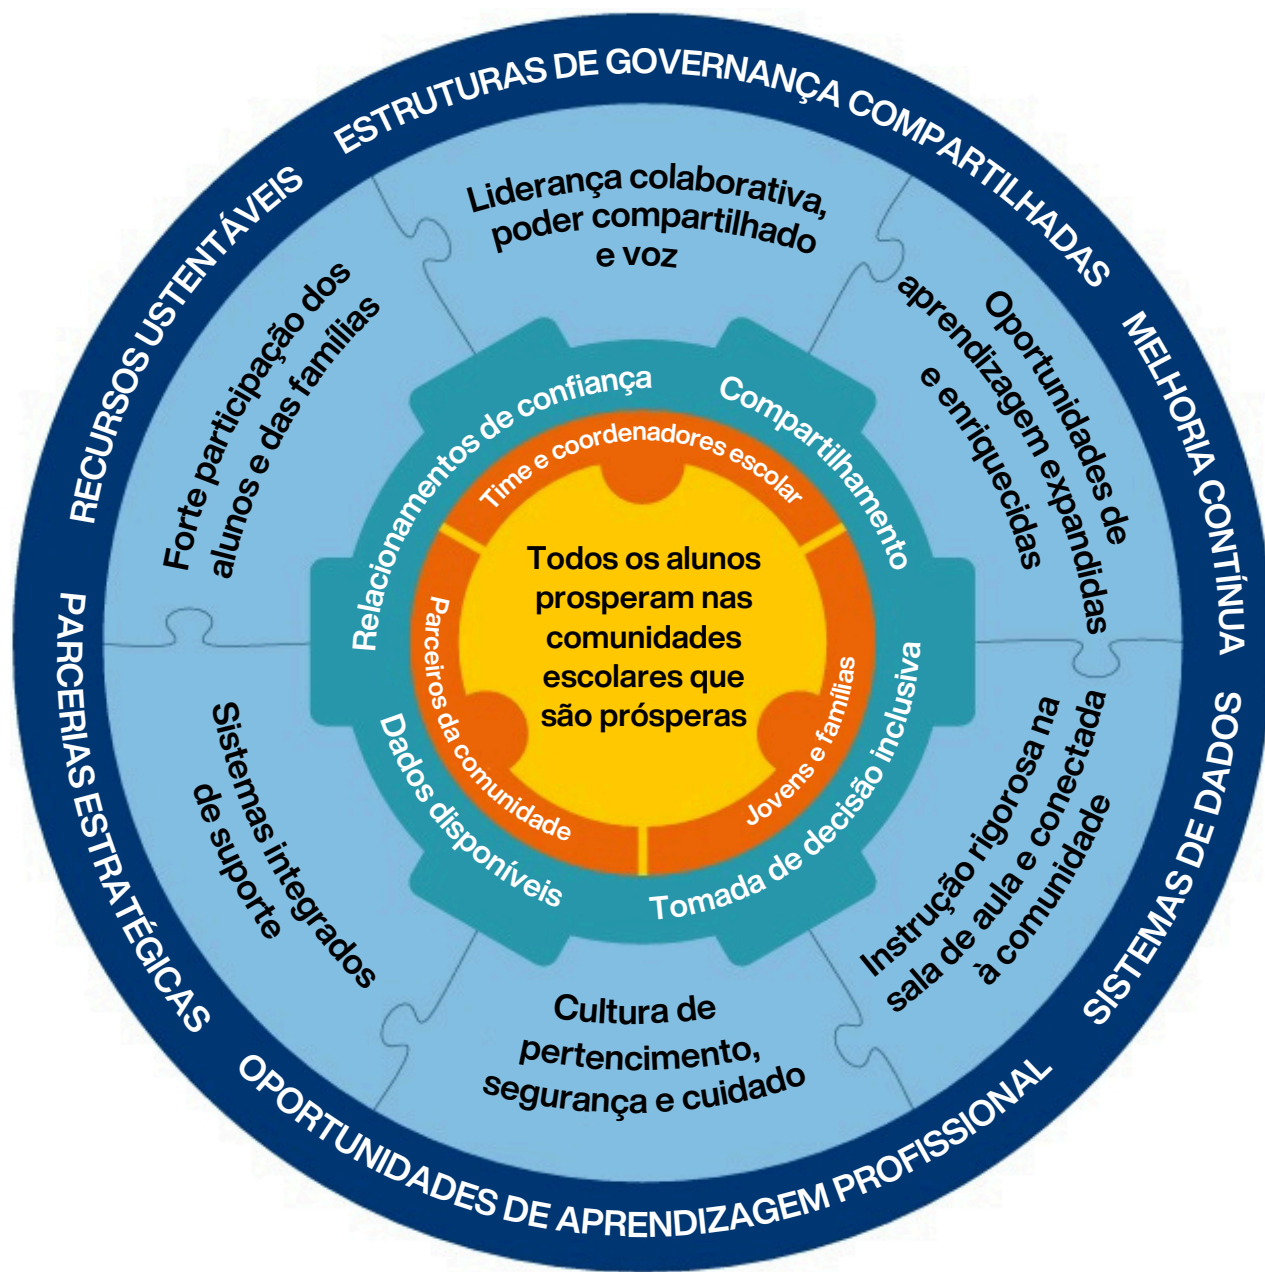 ESTRUTURAS DE GOVERNANÇA COMPARTILHADAS
MELHORIA CONTÍNUA
SISTEMAS DE DADOS
OPORTUNIDADES DE APRENDIZAGEM PROFISSIONAL
PARCERIAS ESTRATÉGICAS
RECURSOS USTENTÁVEIS
Liderança colaborativa,
poder compartilhado
e voz
Oportunidades de
aprendizagem expandidas
e enriquecidas
Instrução rigorosa na
sala de aula e conectada
à comunidade
Cultura de
pertencimento,
segurança e cuidado
Sistemas integrados
de suporte
Forte participação dos
alunos e das famílias
Relacionamentos de confiança
Compartilhamento
Tomada de decisão inclusiva
Dados disponíveis
Time e coordenadores escolar
Jovens e famílias
Parceiros da comunidade
Todos os alunos
prosperam nas
comunidades
escolares que
são prósperas